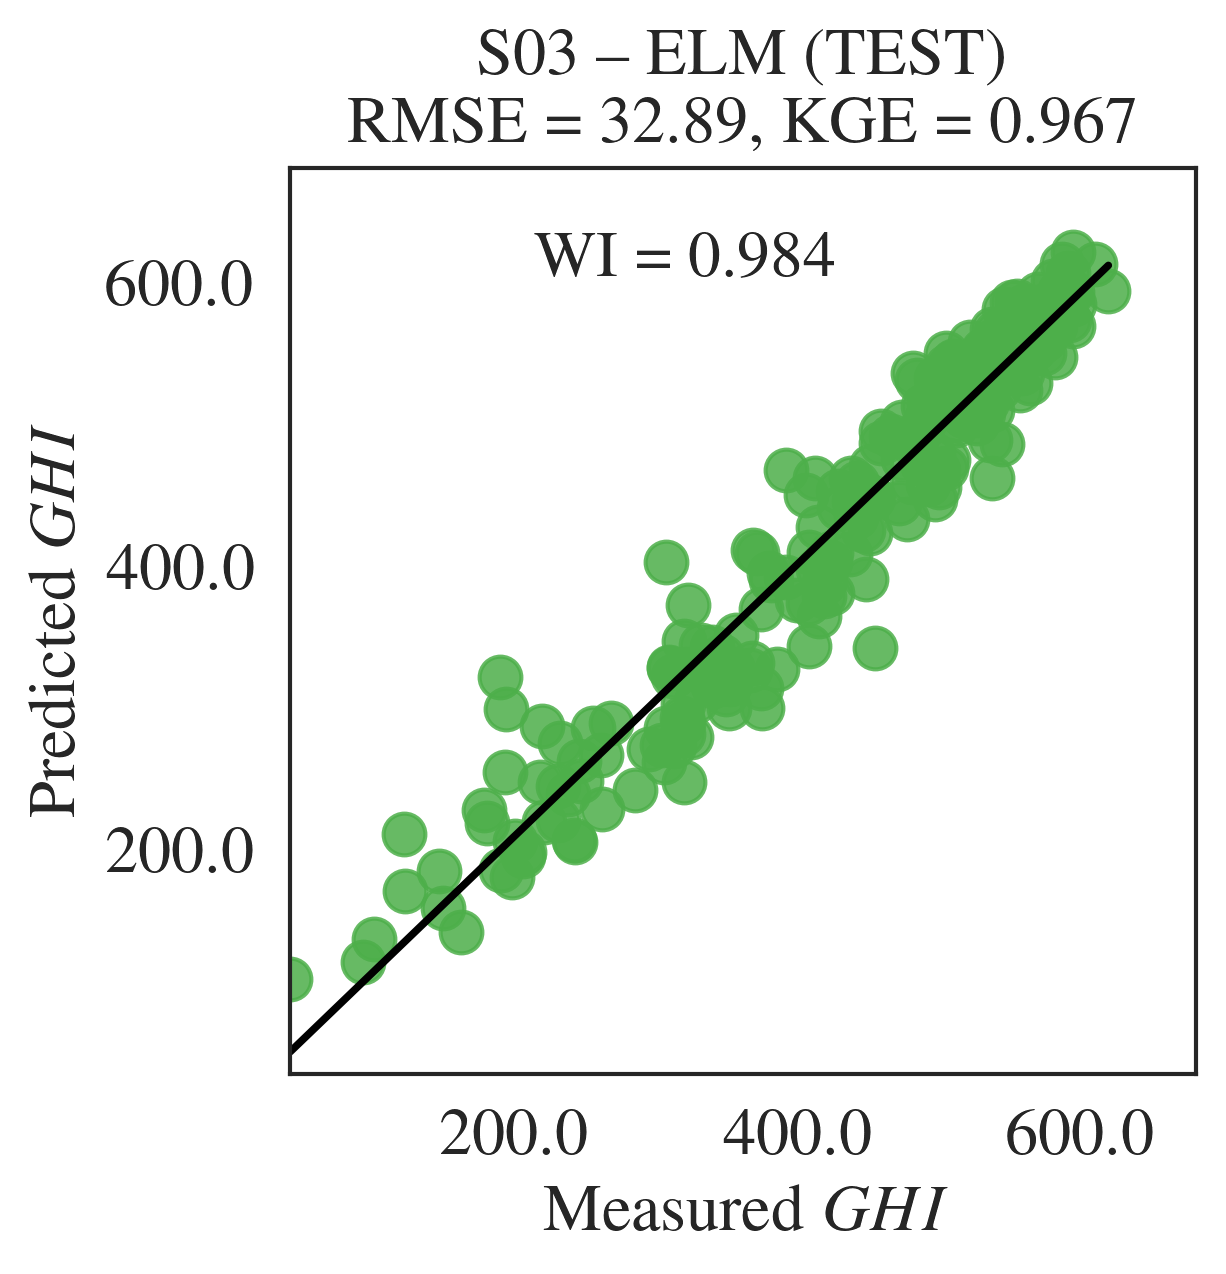 S03 – ELM (TEST)
RMSE = 32.89, KGE = 0.967
WI = 0.984
600.0
400.0
200.0
Predicted GHI
200.0 400.0 600.0
Measured GHI